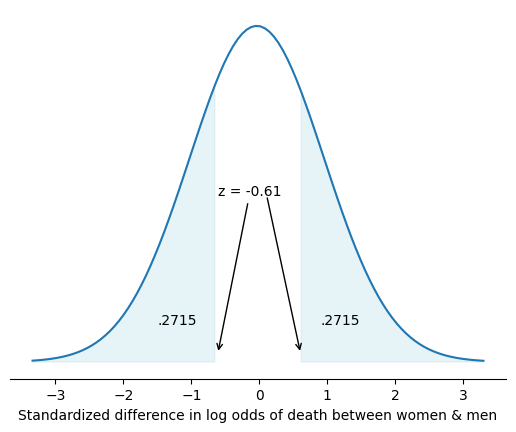 z = -0.61
.2715 .2715
−3 −2 −1 0 1 2 3
Standardized difference in log odds of death between women & men